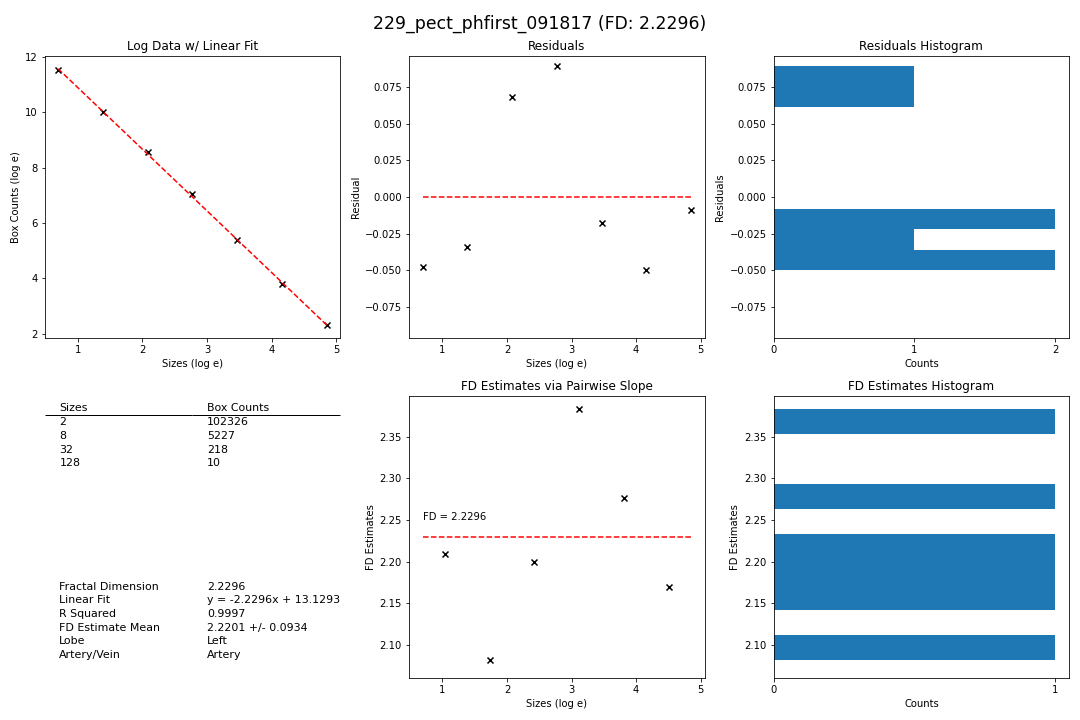 229_pect_phfirst_091817 (FD: 2.2296)
Log Data w/ Linear Fit
12
10
8
6
4
2
Box Counts (log e)
1 2 3 4 5
Sizes (log e)
Residuals
0.075
0.050
0.025
0.000
−0.025
−0.050
−0.075
Residual
1 2 3 4 5
Sizes (log e)
Residuals Histogram
0.075
0.050
0.025
0.000
−0.025
−0.050
−0.075
Residuals
0 1 2
Counts
Sizes Box Counts
2 102326
8 5227
32 218
128 10
Fractal Dimension 2.2296
Linear Fit y = -2.2296x + 13.1293
R Squared 0.9997
FD Estimate Mean 2.2201 +/- 0.0934
Lobe Left
Artery/Vein Artery
FD Estimates via Pairwise Slope
2.35
2.30
2.25
2.20
2.15
2.10
FD Estimates
FD = 2.2296
1 2 3 4 5
Sizes (log e)
FD Estimates Histogram
2.35
2.30
2.25
2.20
2.15
2.10
FD Estimates
0 1
Counts